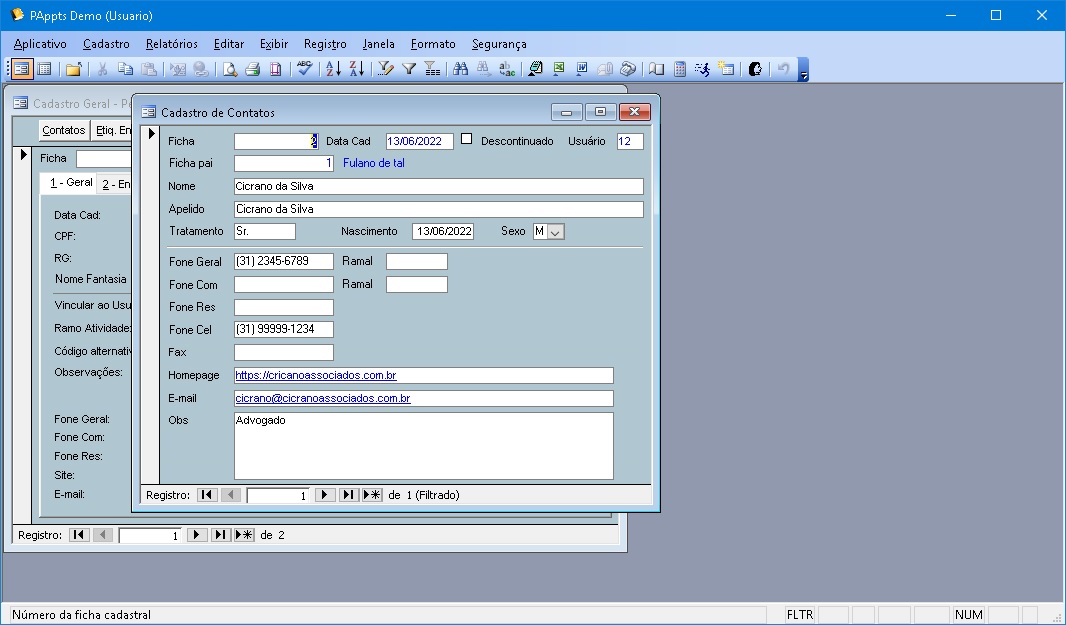 PAppts Demo (Usuario)
Aplicativo Cadastro Relatórios Editar Exibir Registro Janela Formato Segurança
Cadastro Geral - Pe
Contatos Etiq. En
Ficha
1 - Geral 2 - En
Data Cad:
CPF:
RG:
Nome Fantasia
Vincular ao Usu
Ramo Atividade:
Código alternativ
Observações:
Fone Geral:
Fone Com:
Fone Res:
Site:
E-mail:
Registro: 1 de 2
Cadastro de Contatos
Ficha 2 Data Cad 13/06/2022 Descontinuado Usuário 12
Ficha pai 1 Fulano de tal
Nome Cicrano da Silva
Apelido Cicrano da Silva
Tratamento Sr. Nascimento 13/06/2022 Sexo M
Fone Geral (31) 2345-6789 Ramal
Fone Com Ramal
Fone Res
Fone Cel (31) 99999-1234
Fax
Homepage https://cricanoassociados.com.br
E-mail cicrano@cicranoassociados.com.br
Obs Advogado
Registro: 1 de 1 (Filtrado)
Número da ficha cadastral FLTR NUM